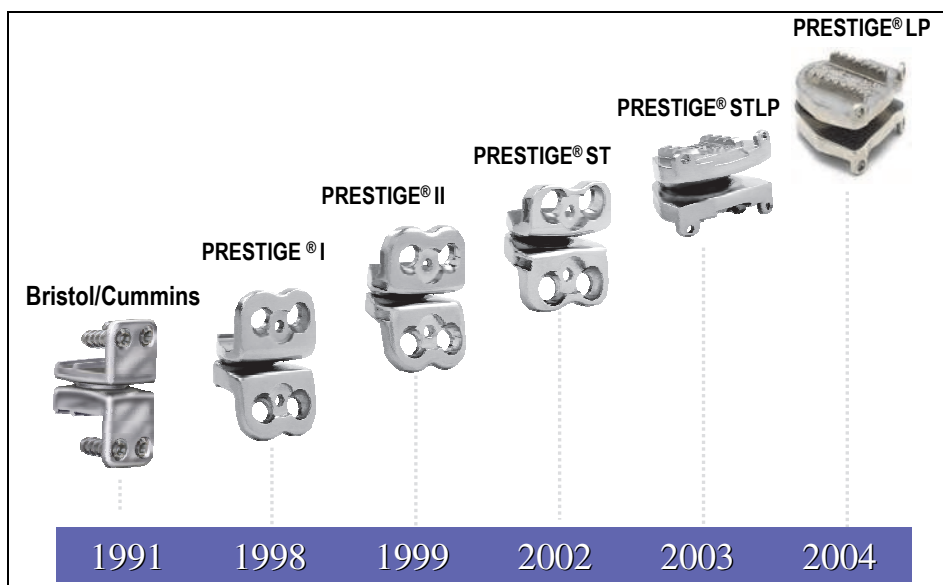 PRESTIGE® LP
PRESTIGE® STLP
PRESTIGE® ST
PRESTIGE® II
PRESTIGE ® I
Bristol/Cummins
1991 1998 1999 2002 2003 2004